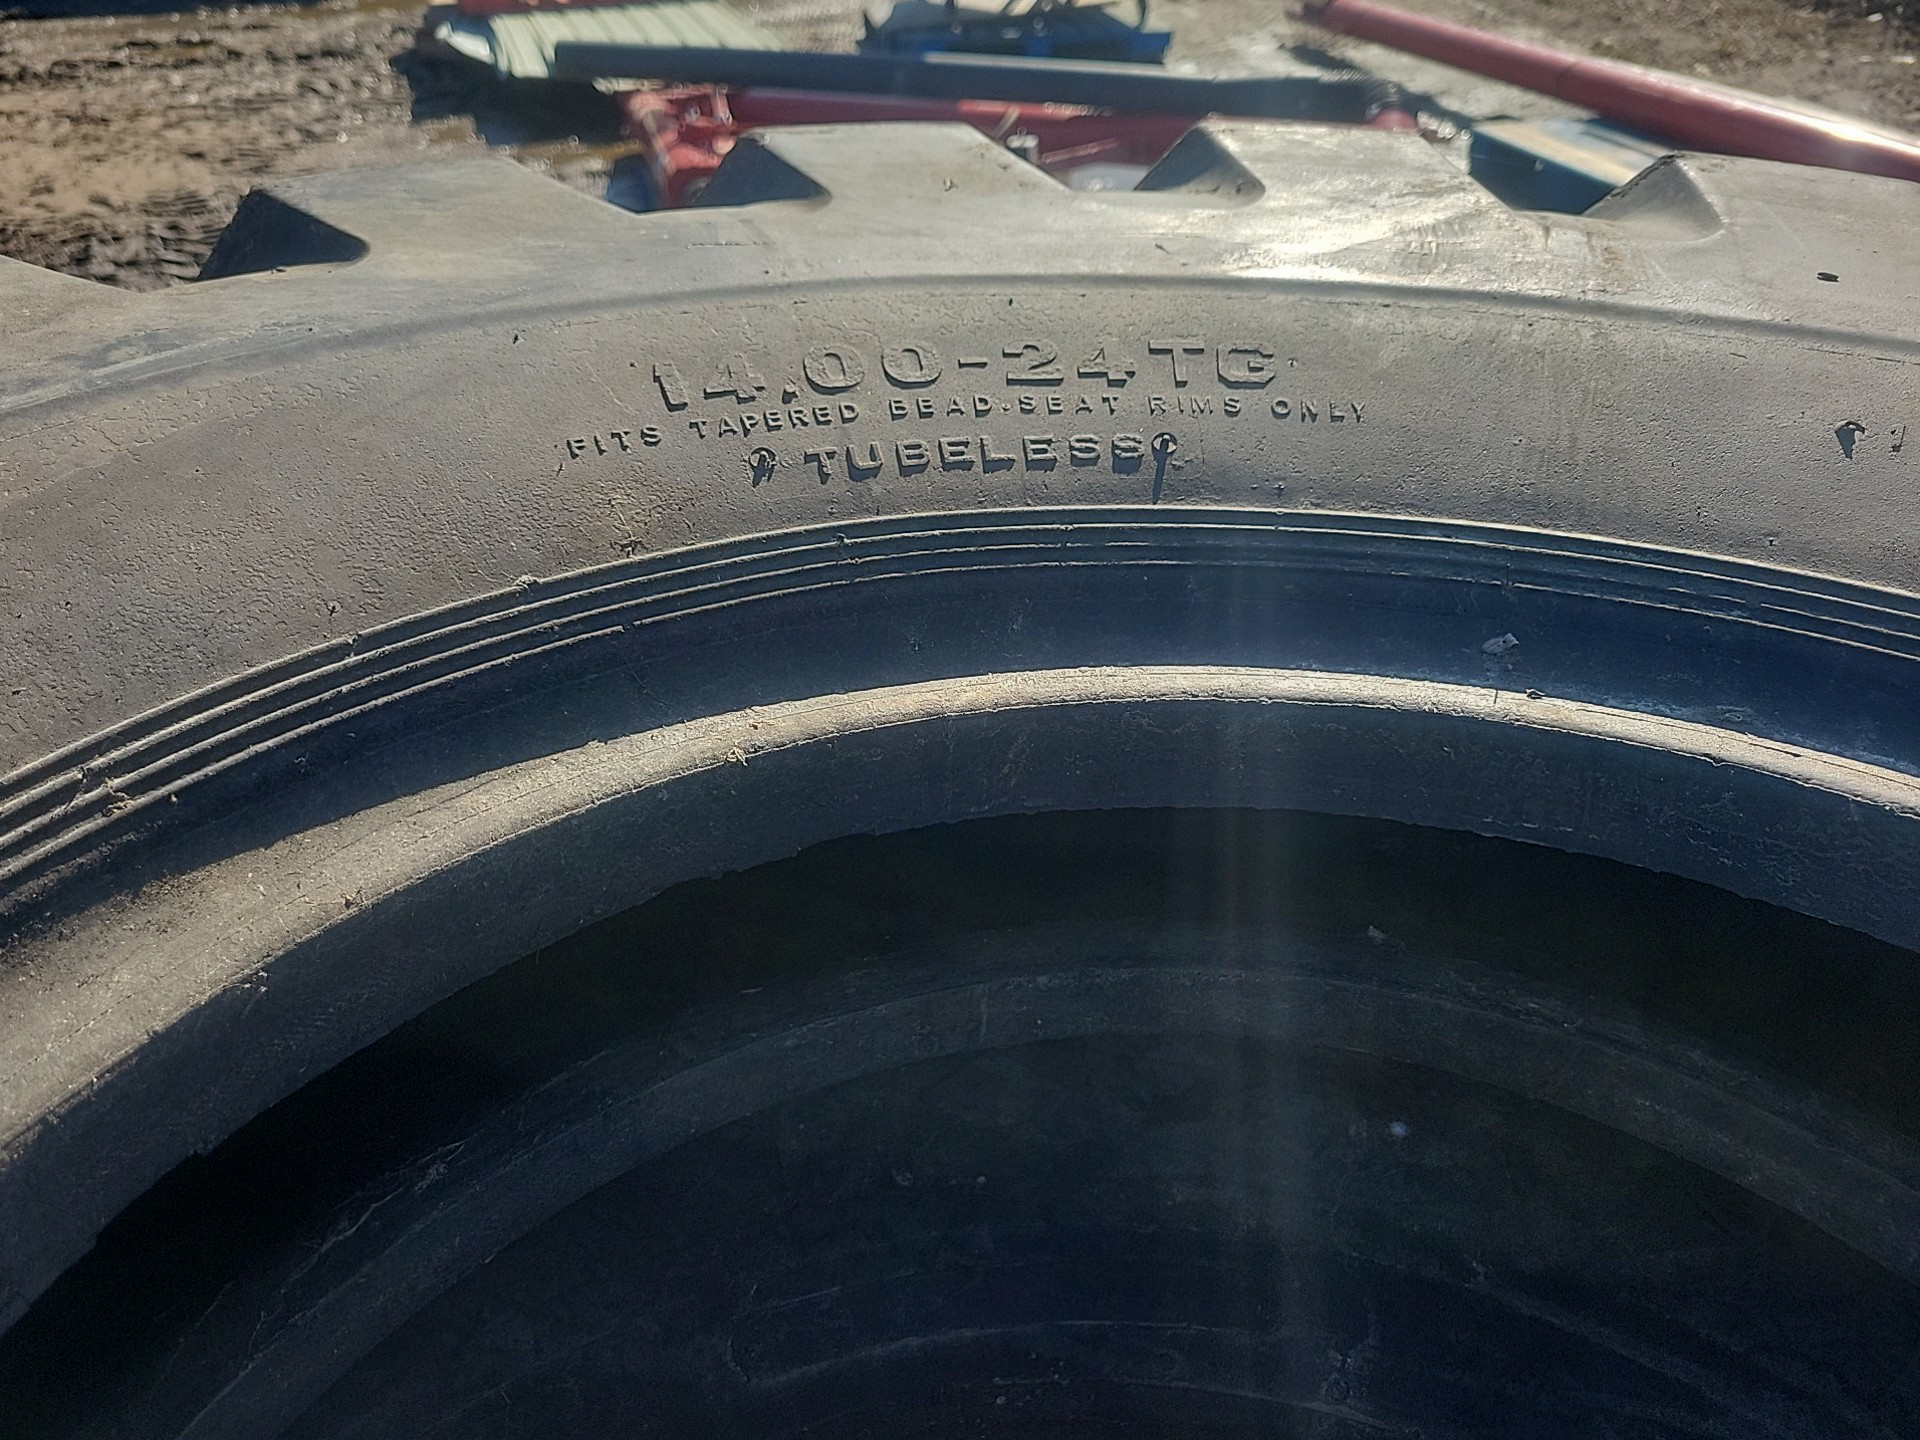 14.00-24TG
FITS TAPERED BEAD-SEAT RIMS ONLY
TUBELESS